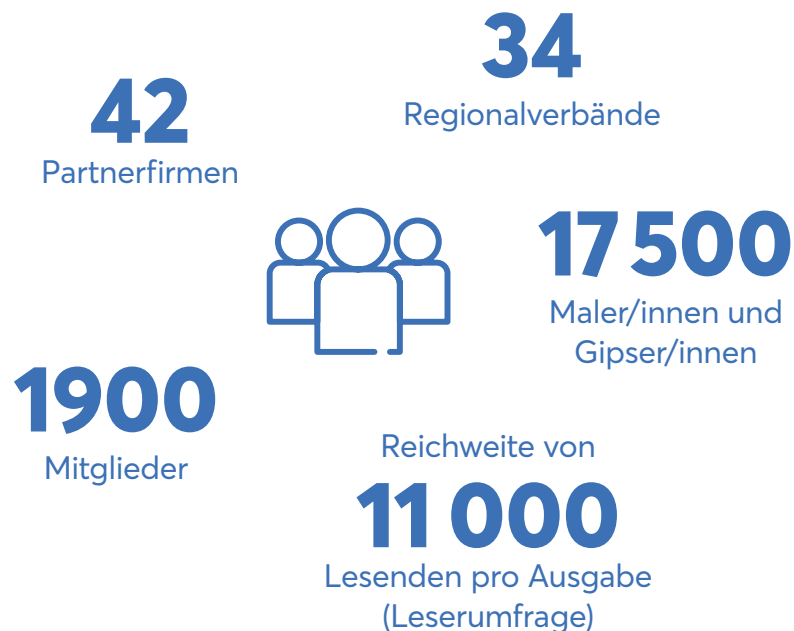 34
Regionalverbände
42
Partnerfirmen
17 500
Maler/innen und
Gipser/innen
1900
Mitglieder
Reichweite von
11 000
Lesenden pro Ausgabe
(Leserumfrage)